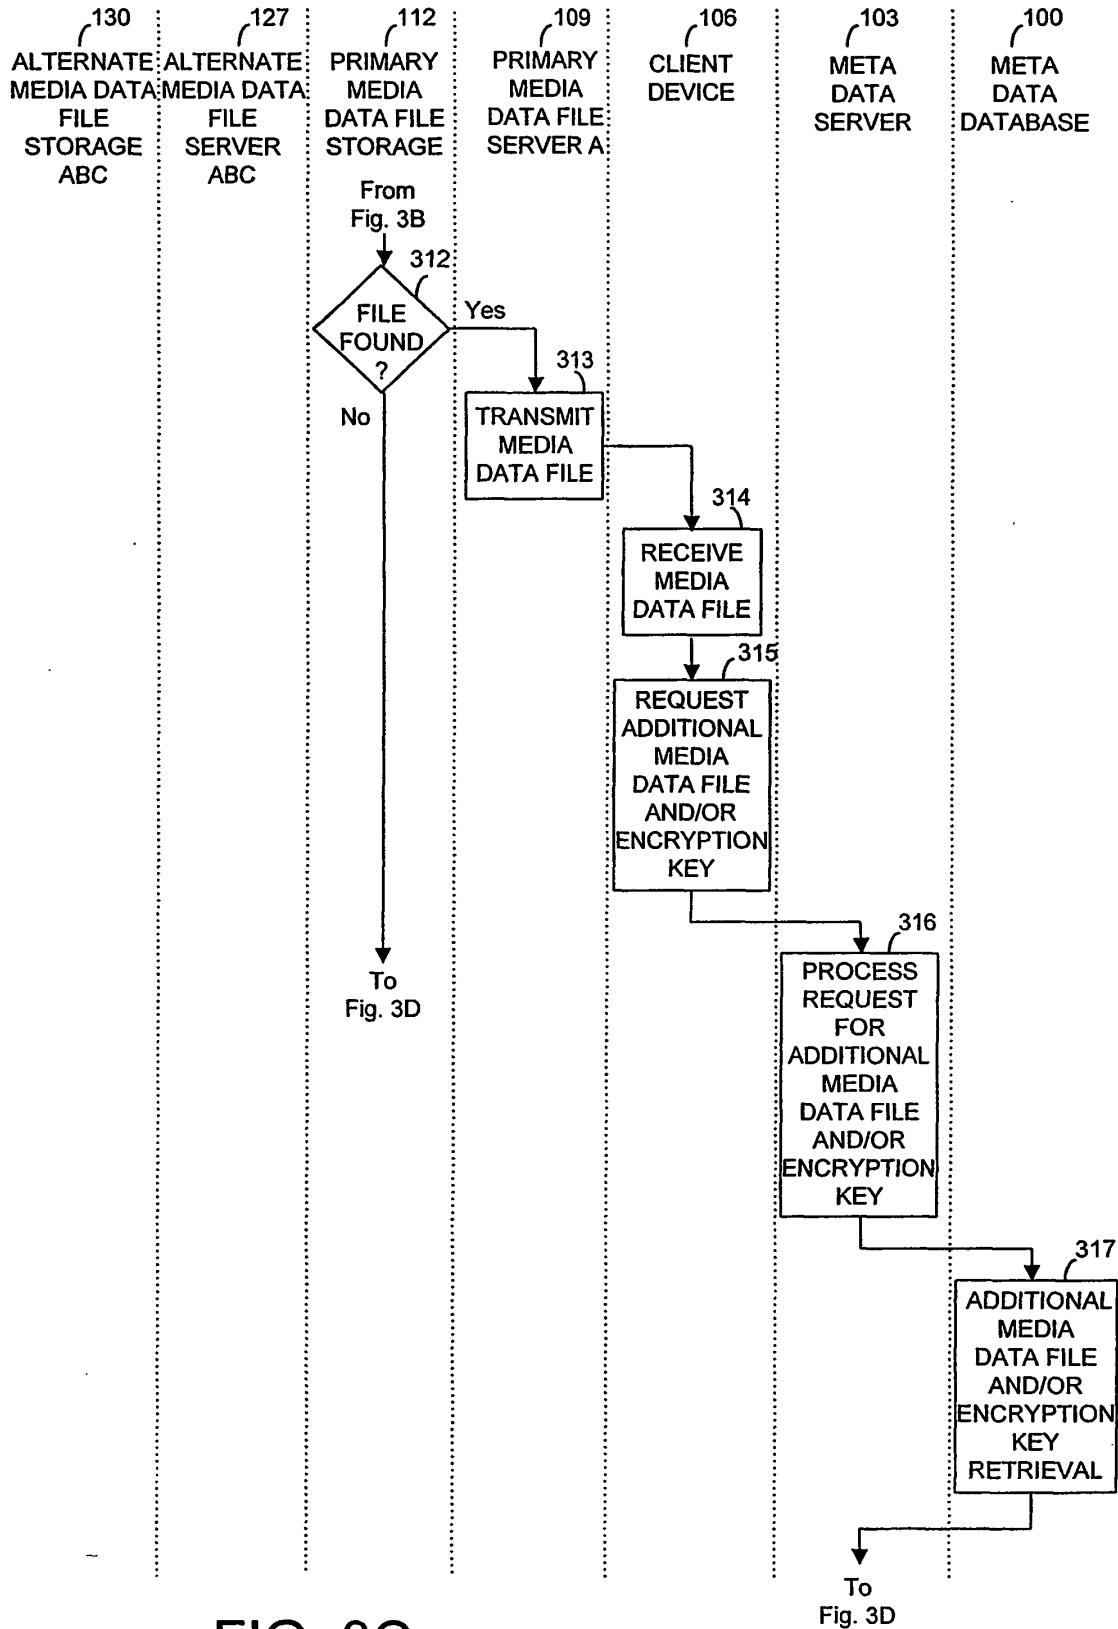 130
ALTERNATE
MEDIA DATA
FILE
STORAGE
ABC
127
ALTERNATE
MEDIA DATA
FILE
SERVER
ABC
112
PRIMARY
MEDIA
DATA FILE
STORAGE
109
PRIMARY
MEDIA
DATA FILE
SERVER A
106
CLIENT
DEVICE
103
META
DATA
SERVER
100
META
DATA
DATABASE
From
Fig. 3B
312
FILE
FOUND
?
Yes
No
313
TRANSMIT
MEDIA
DATA FILE
314
RECEIVE
MEDIA
DATA FILE
315
REQUEST
ADDITIONAL
MEDIA
DATA FILE
AND/OR
ENCRYPTION
KEY
To
Fig. 3D
316
PROCESS
REQUEST
FOR
ADDITIONAL
MEDIA
DATA FILE
AND/OR
ENCRYPTION
KEY
317
ADDITIONAL
MEDIA
DATA FILE
AND/OR
ENCRYPTION
KEY
RETRIEVAL
To
Fig. 3D